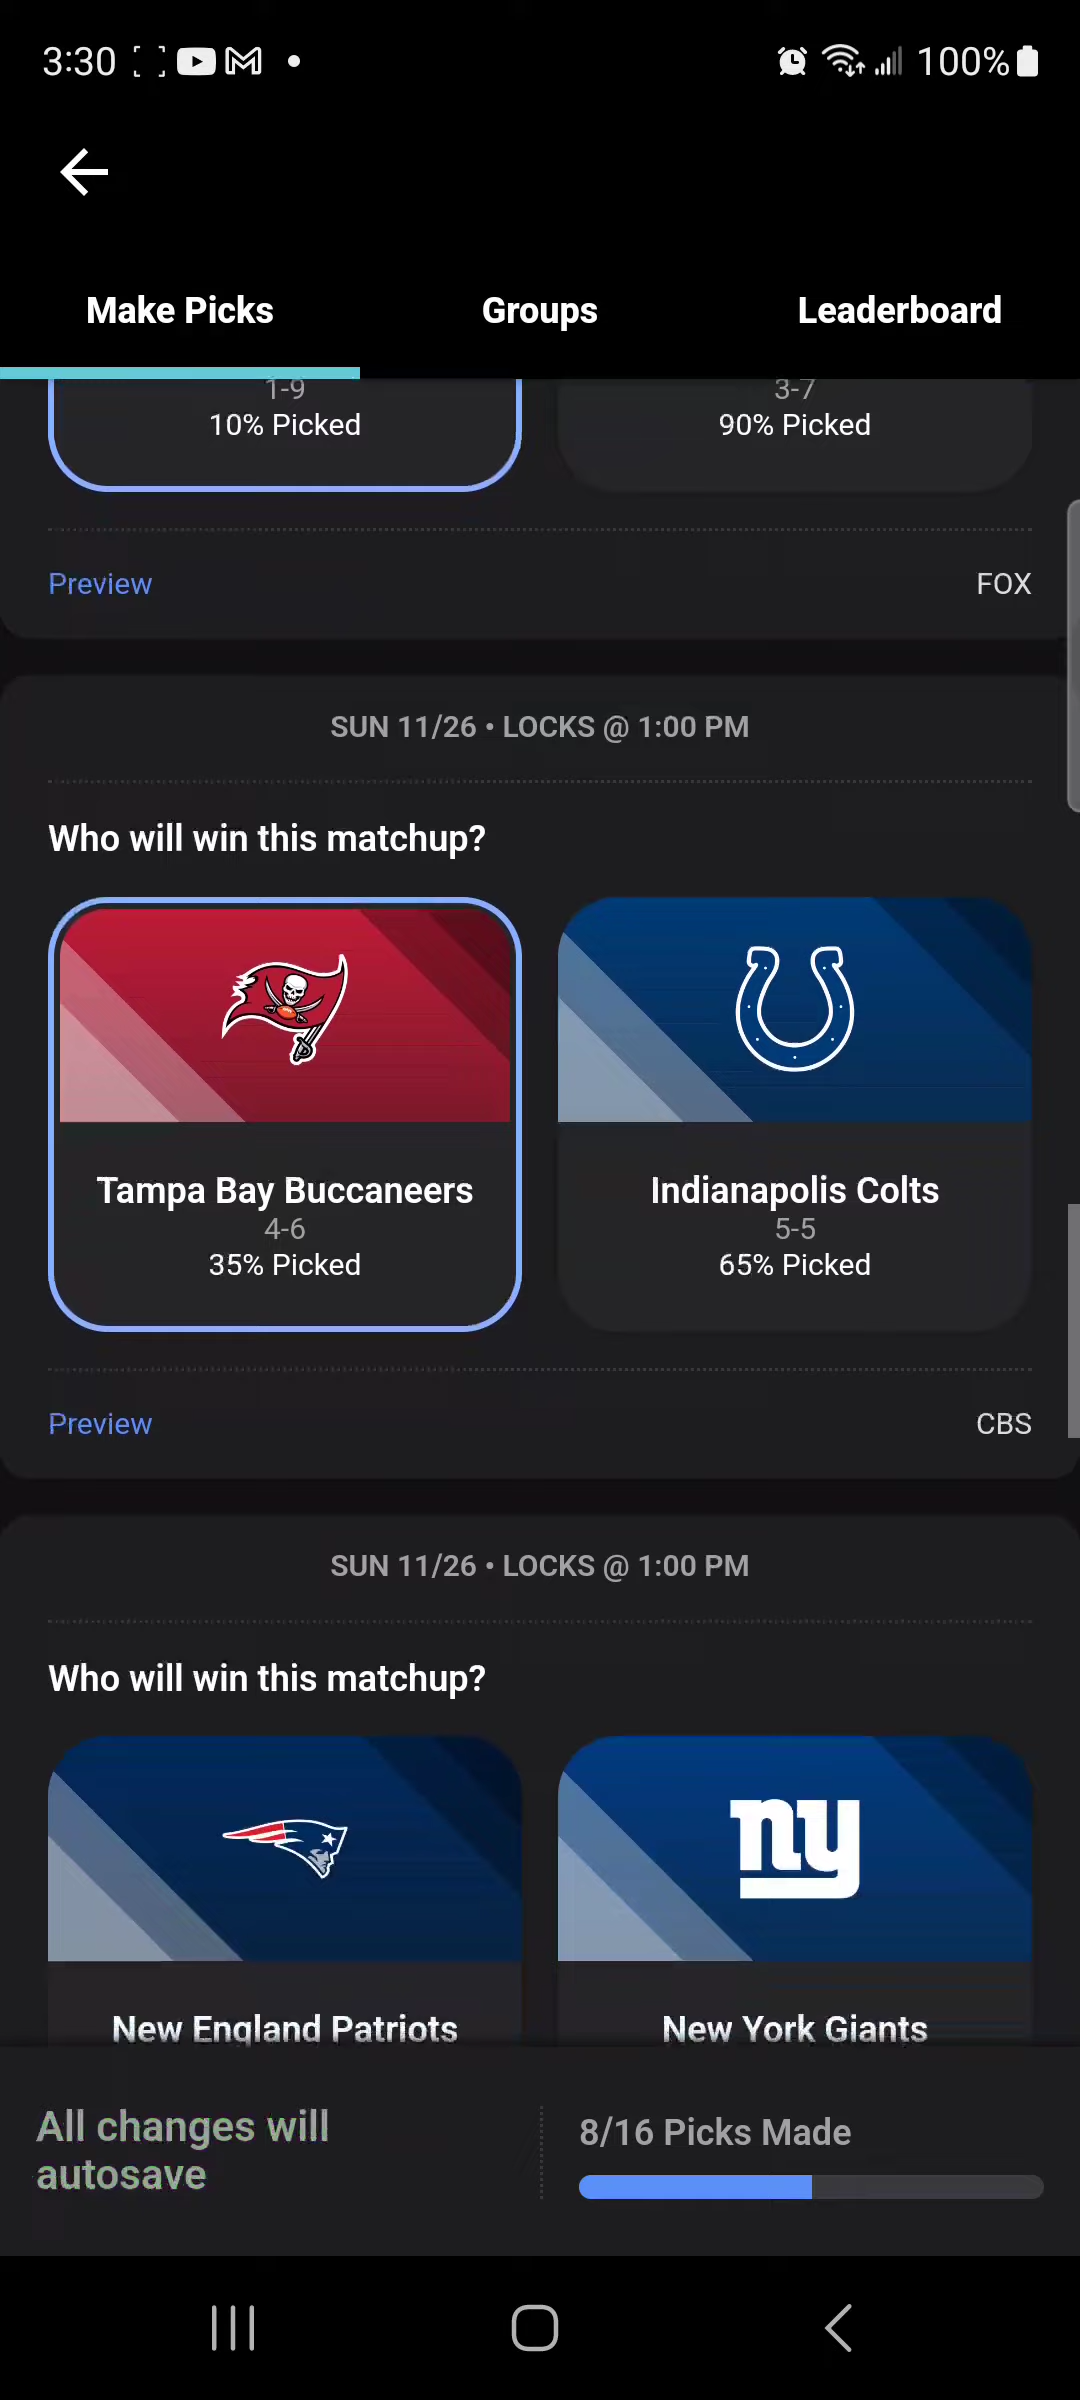 3:30
100%
Make Picks Groups Leaderboard
1-9 3-7
10% Picked 90% Picked
Preview FOX
SUN 11/26 • LOCKS @ 1:00 PM
Who will win this matchup?
Tampa Bay Buccaneers Indianapolis Colts
4-6 5-5
35% Picked 65% Picked
Preview CBS
SUN 11/26 • LOCKS @ 1:00 PM
Who will win this matchup?
ny
New England Patriots New York Giants
All changes will
autosave
8/16 Picks Made